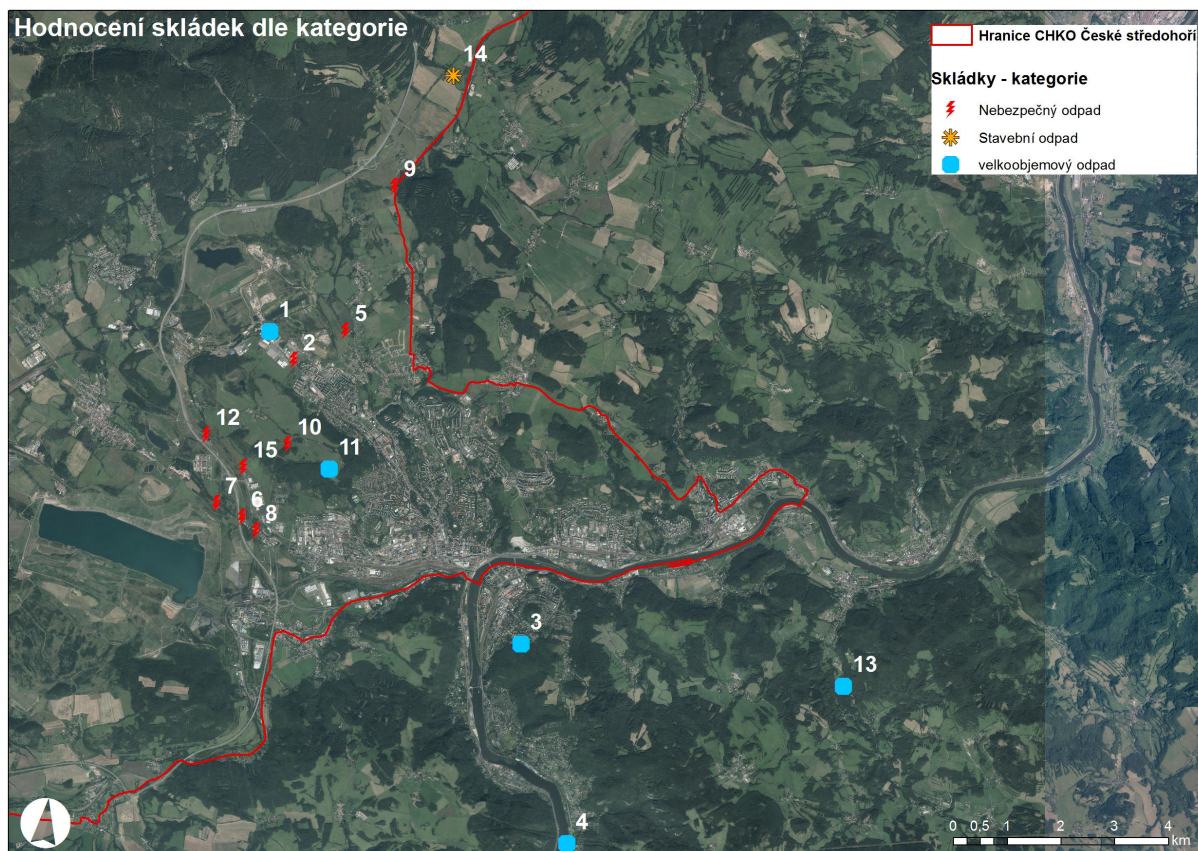 Hodnocení skládek dle kategorie
Hranice CHKO České středohoří
Skládky - kategorie
Nebezpečný odpad
Stavební odpad
velkoobjemový odpad
14
9
1
5
2
12
10
15
11
7
6
8
3
13
4
0 0,5 1 2 3 4
km